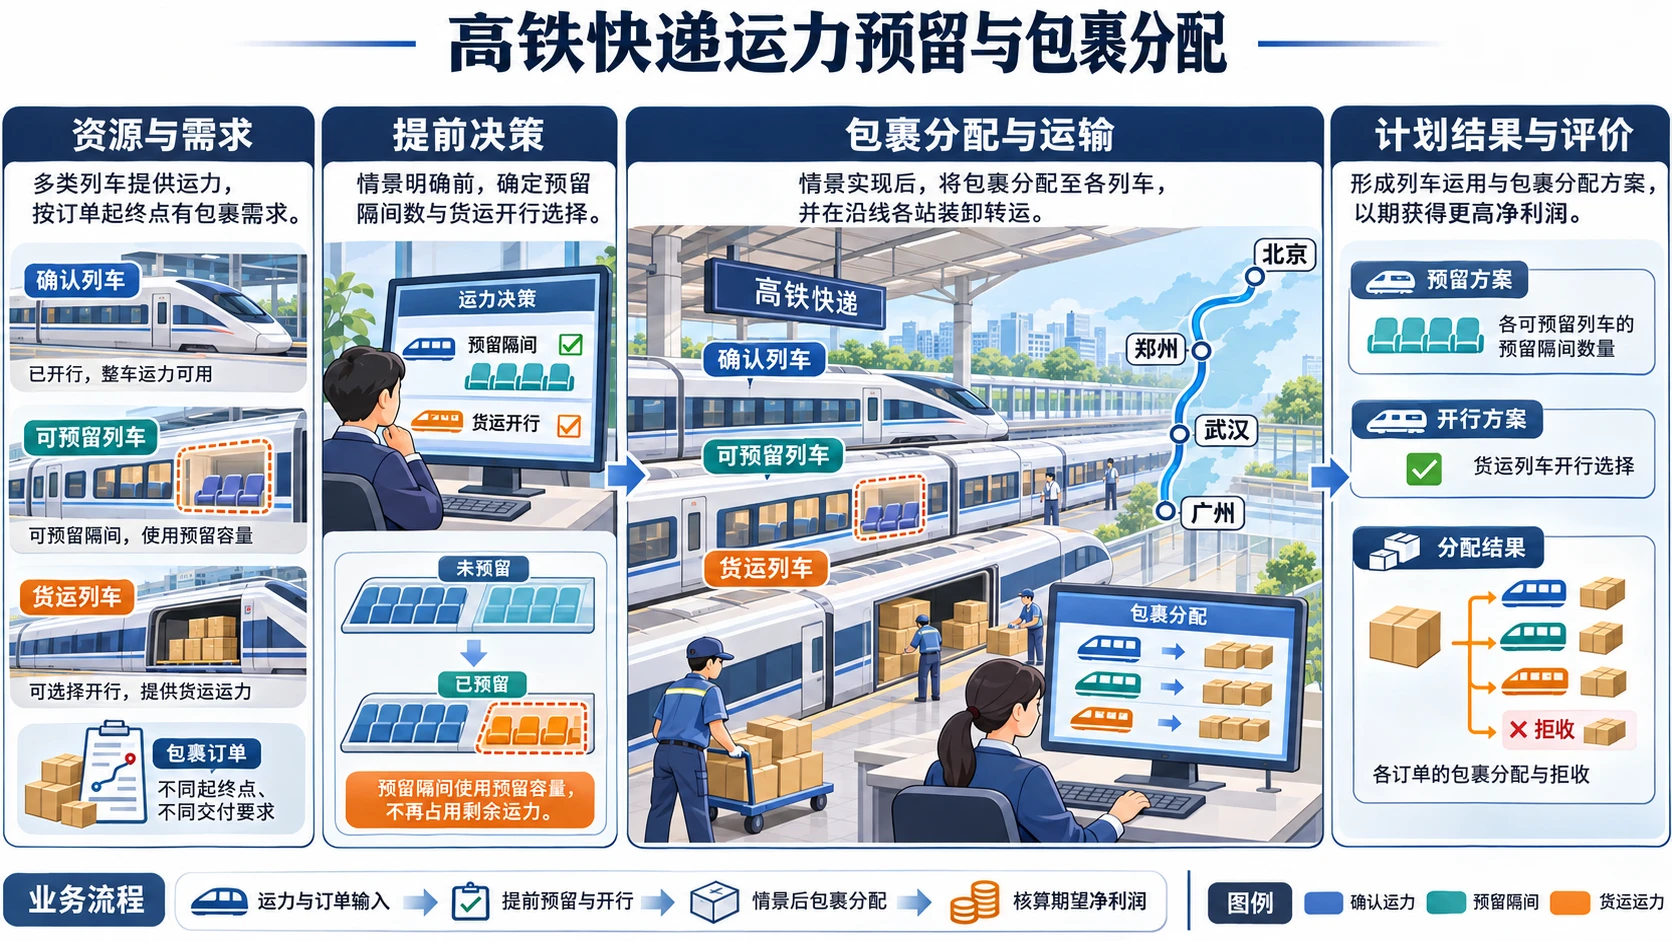 高铁快递运力预留与包裹分配
资源与需求
多类列车提供运力，
按订单起终点有包裹需求。
确认列车
已开行，整车运力可用
可预留列车
可预留隔间，使用预留容量
货运列车
可选择开行，提供货运运力
包裹订单
不同起终点、
不同交付要求
提前决策
情景明确前，确定预留
隔间数与货运开行选择。
运力决策
预留隔间
货运开行
未预留
已预留
预留隔间使用预留容量，
不再占用剩余运力。
包裹分配与运输
情景实现后，将包裹分配至各列车，
并在沿线各站装卸转运。
高铁快递
确认列车
可预留列车
货运列车
北京
郑州
武汉
广州
包裹分配
计划结果与评价
形成列车运用与包裹分配方案，
以期获得更高净利润。
预留方案
各可预留列车的
预留隔间数量
开行方案
货运列车开行选择
分配结果
拒收
各订单的包裹分配与拒收
业务流程
运力与订单输入
提前预留与开行
情景后包裹分配
核算期望净利润
图例
确认运力
预留隔间
货运运力